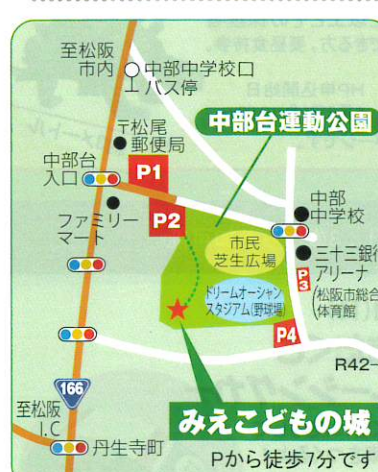 至松阪
市内
中部中学校口
バス停
〒松尾
郵便局
中部台運動公園
中部台
入口
P1
P2
ファミリー
マート
中部
中学校
市民
芝生広場
三十三銀行
アリーナ
(松阪市総合
体育館)
P3
ドリームオーシャン
スタジアム(野球場)
P4
R42
166
至松阪
I.C
みえこどもの城
丹生寺町
Pから徒歩7分です